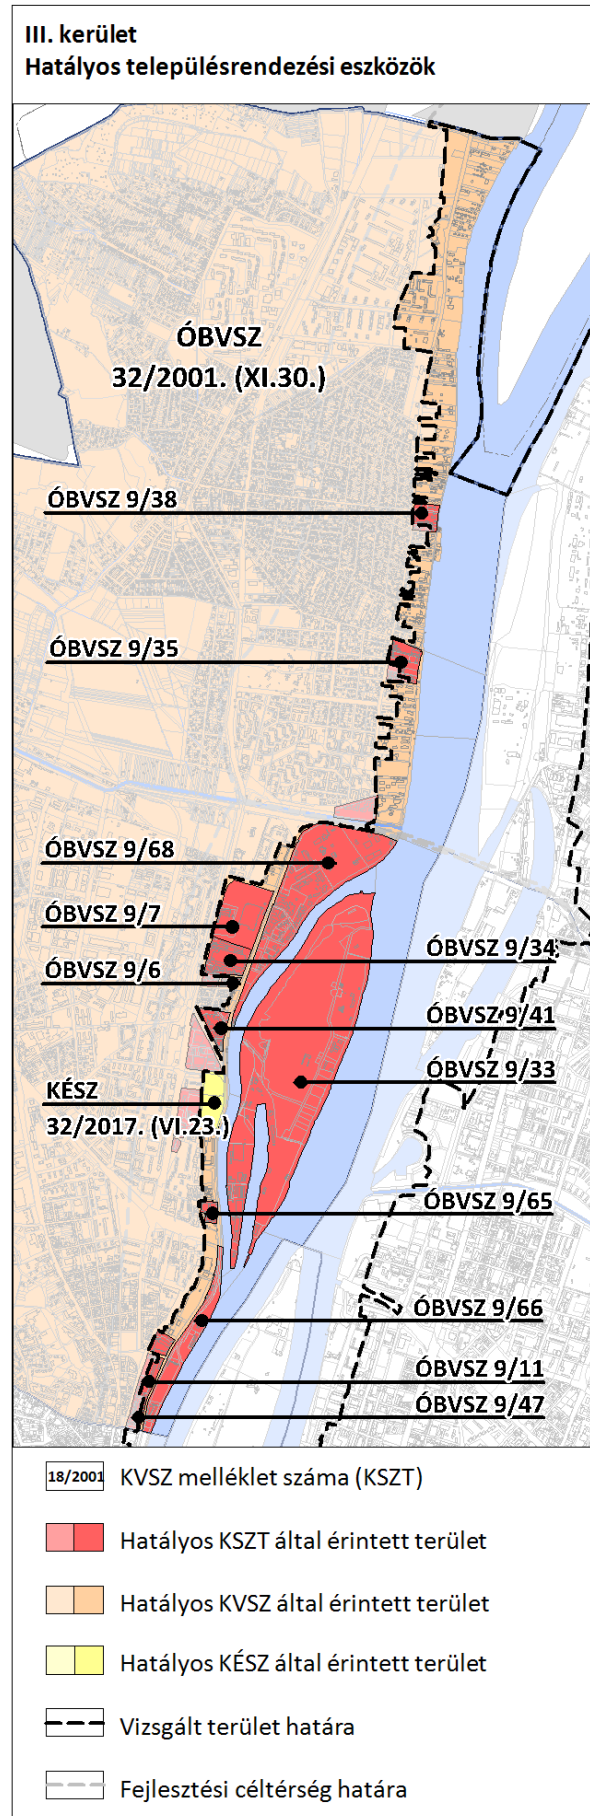 III. kerület
Hatályos településrendezési eszközök
ÓBVSZ
32/2001. (XI.30.)
ÓBVSZ 9/38
ÓBVSZ 9/35
ÓBVSZ 9/68
ÓBVSZ 9/7
ÓBVSZ 9/34
ÓBVSZ 9/6
ÓBVSZ 9/41
ÓBVSZ 9/33
KÉSZ
32/2017. (VI.23.)
ÓBVSZ 9/65
ÓBVSZ 9/66
ÓBVSZ 9/11
ÓBVSZ 9/47
18/2001 KVSZ melléklet száma (KSZT)
Hatályos KSZT által érintett terület
Hatályos KVSZ által érintett terület
Hatályos KÉSZ által érintett terület
Vizsgált terület határa
Fejlesztési céltérség határa